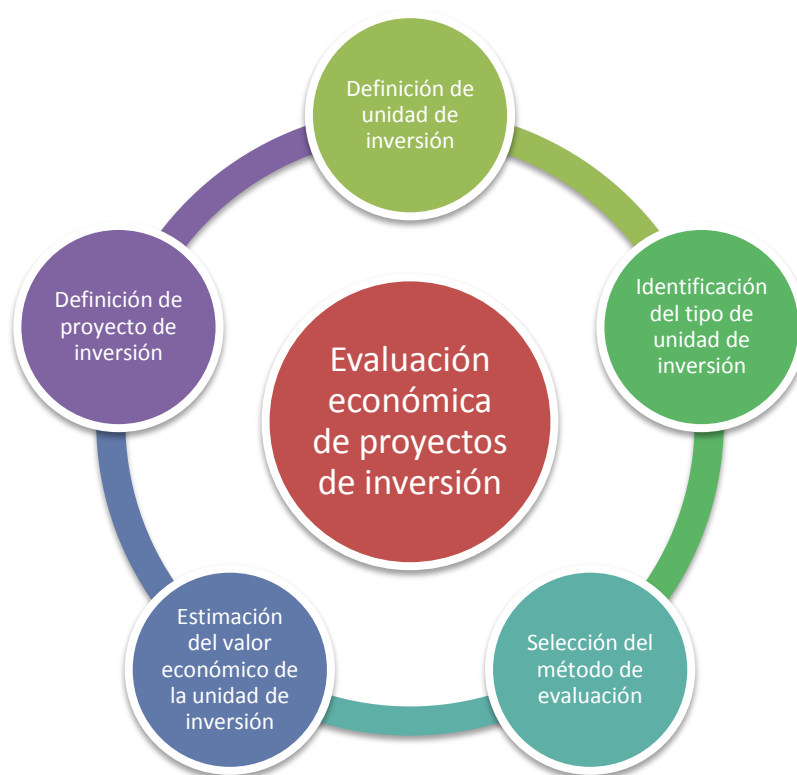 Definición de
unidad de
inversión
Identificación
del tipo de
unidad de
inversión
Selección del
método de
evaluación
Estimación
del valor
económico de
la unidad de
inversión
Definición de
proyecto de
inversión
Evaluación
económica
de proyectos
de inversión